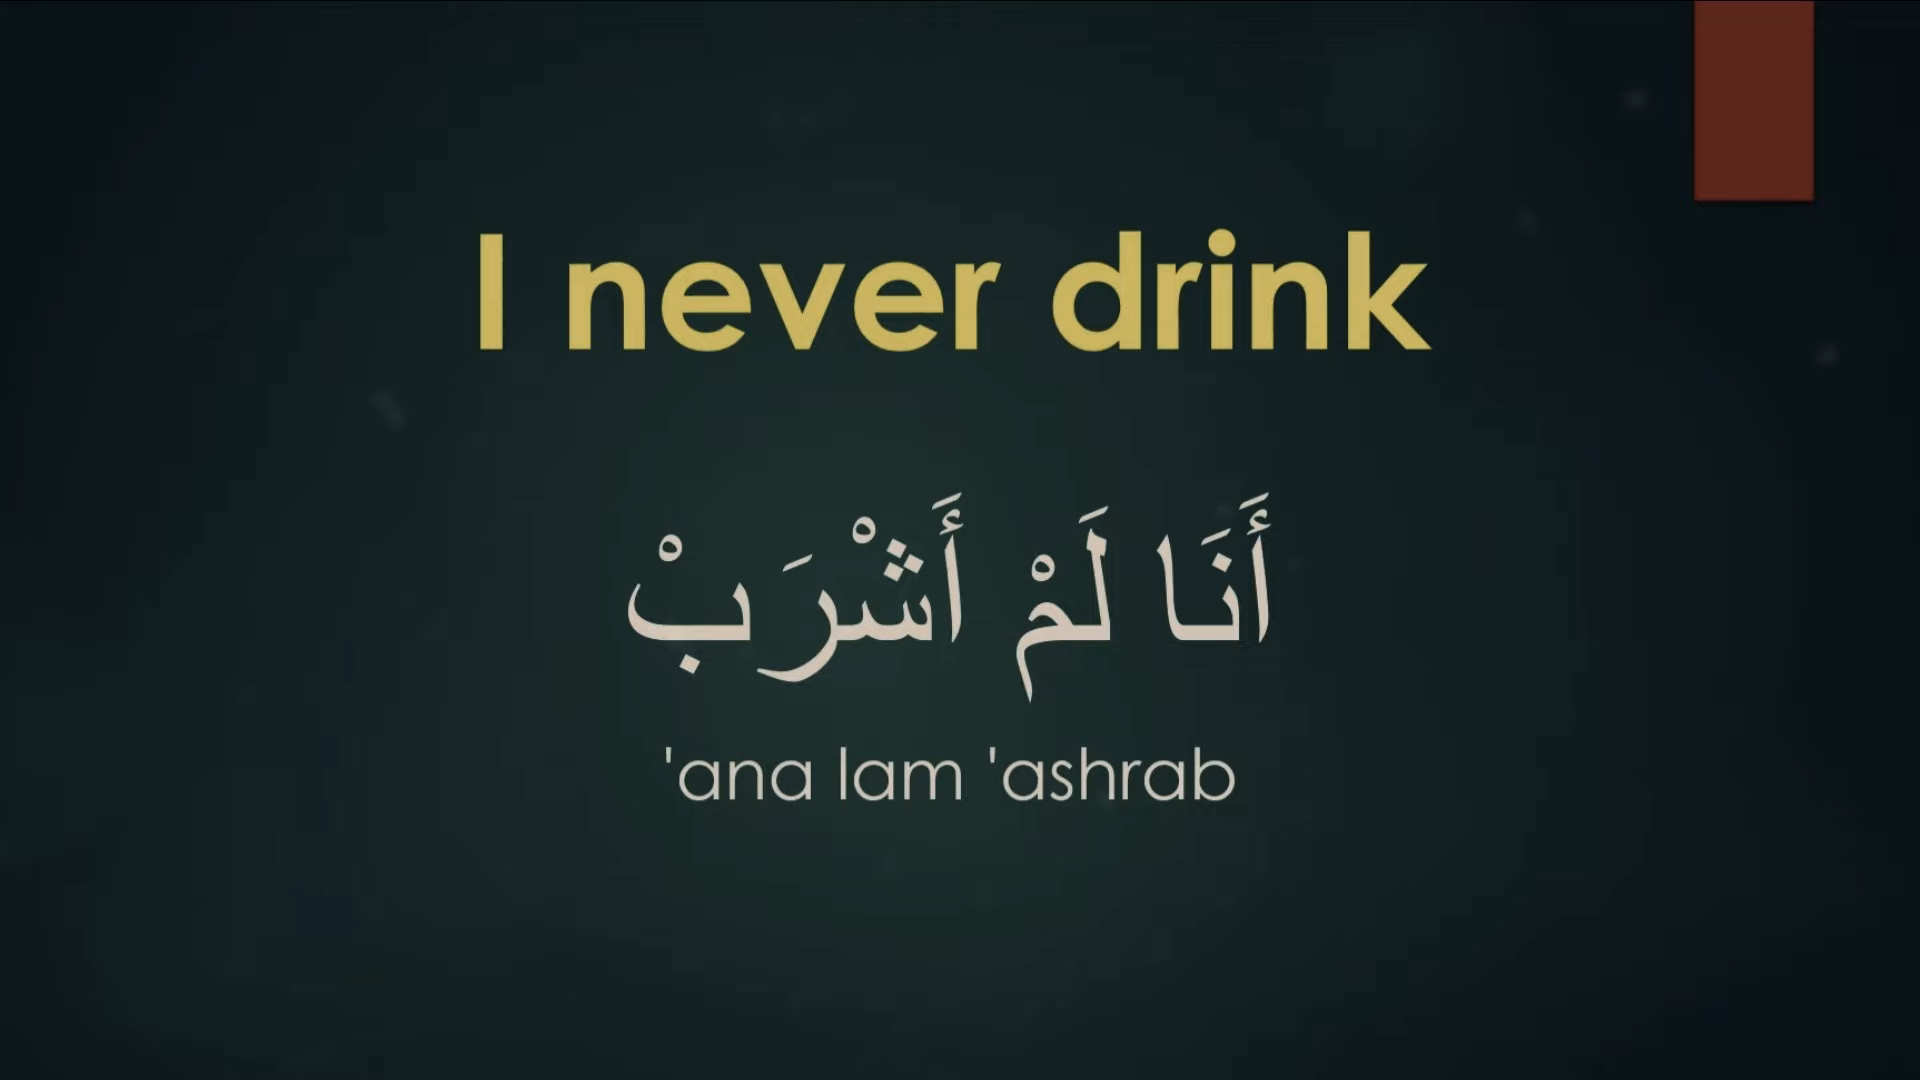 I never drink
أَنَا لَمْ أَشْرَبْ
'ana lam 'ashrab